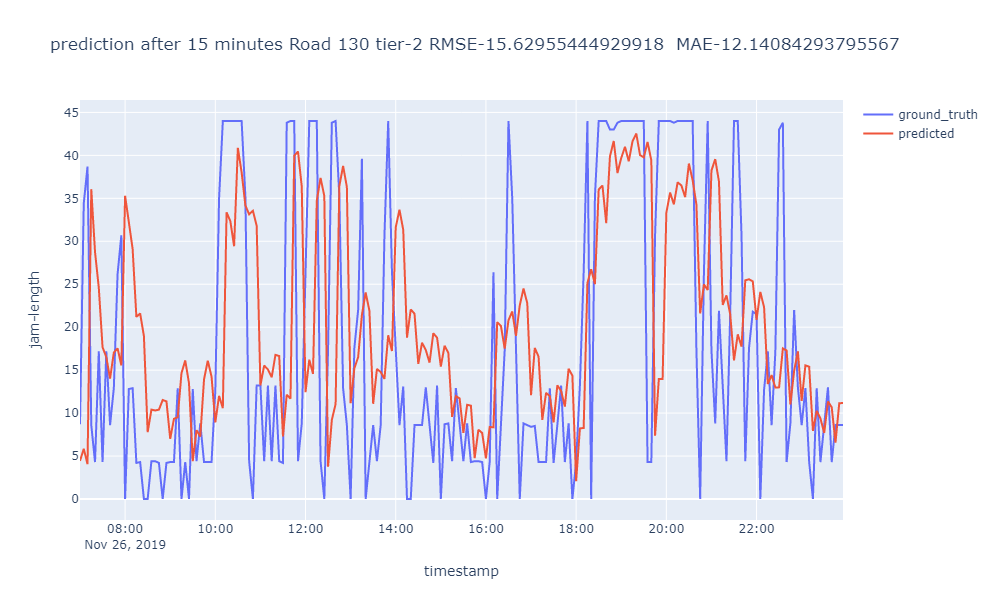 prediction after 15 minutes Road 130 tier-2 RMSE-15.62955444929918  MAE-12.14084293795567
ground_truth
predicted
45
40
35
30
25
20
15
10
5
0
jam-length
08:00 10:00 12:00 14:00 16:00 18:00 20:00 22:00
Nov 26, 2019
timestamp